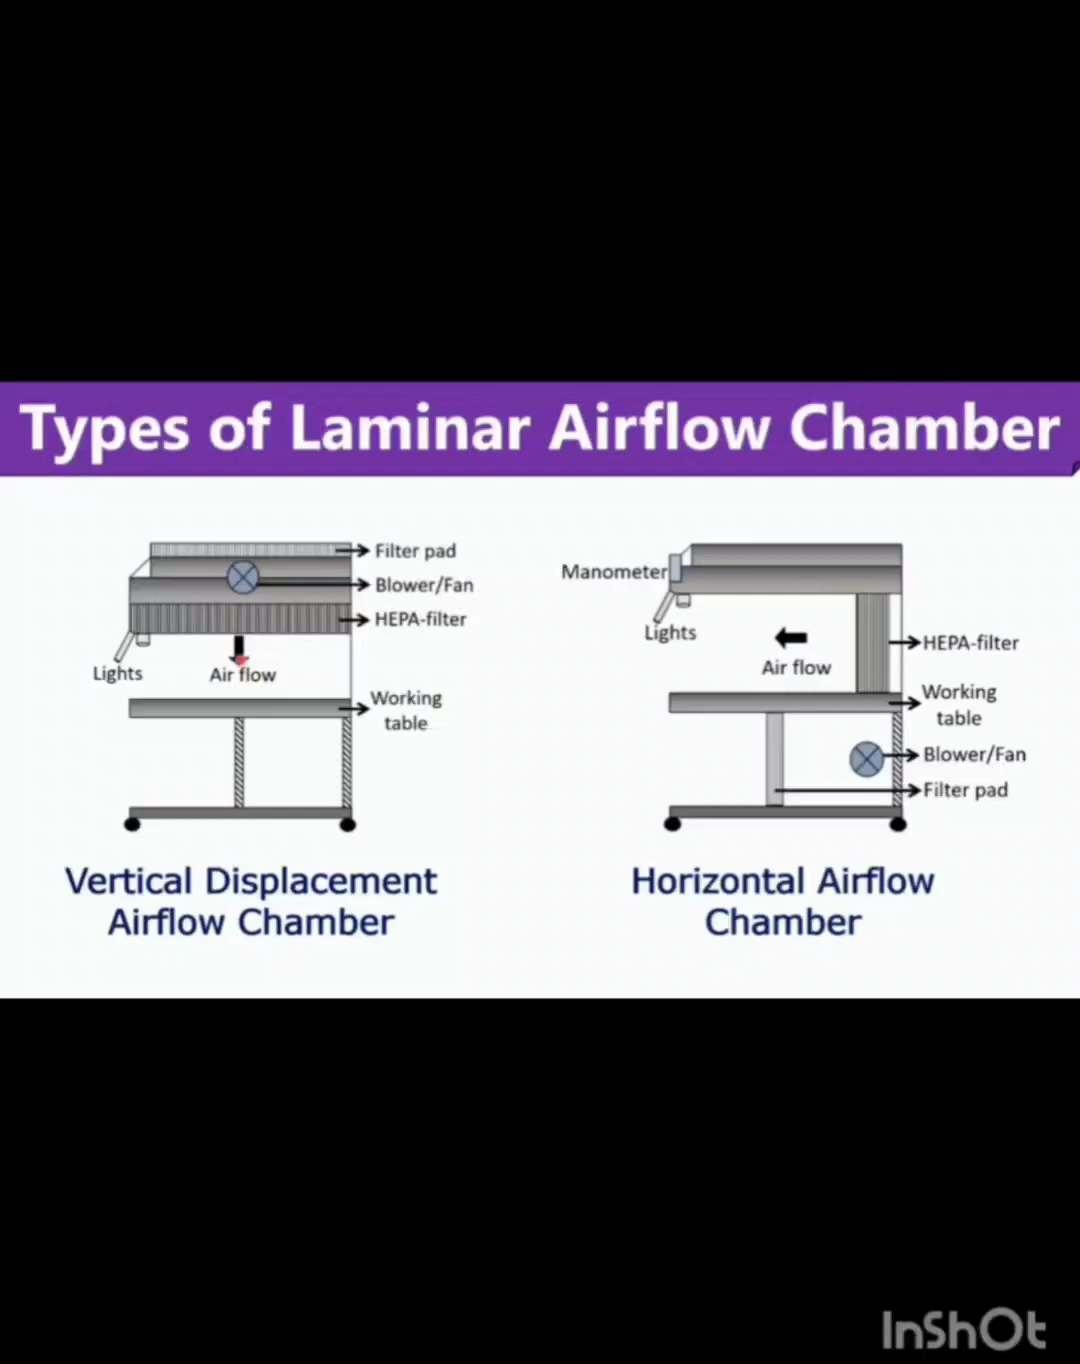 Types of Laminar Airflow Chamber
Filter pad
Blower/Fan
HEPA-filter
Lights
Air flow
Working
table
Vertical Displacement
Airflow Chamber
Manometer
Lights
Air flow
HEPA-filter
Working
table
Blower/Fan
Filter pad
Horizontal Airflow
Chamber
InShOt